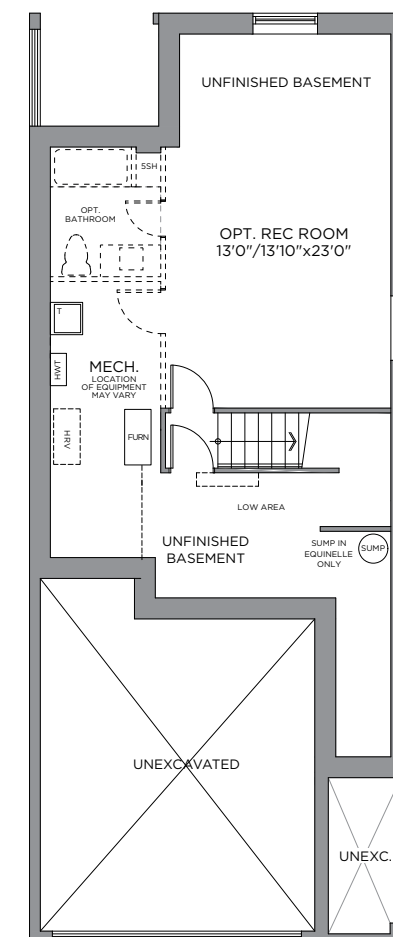 UNFINISHED BASEMENT
5SH
OPT.
BATHROOM
OPT. REC ROOM
13'0"/13'10"x23'0"
T
HWT
MECH.
LOCATION
OF EQUIPMENT
MAY VARY
HRV
FURN
LOW AREA
UNFINISHED
BASEMENT
SUMP IN
EQUINELLE
ONLY
SUMP
UNEXCAVATED
UNEXC.